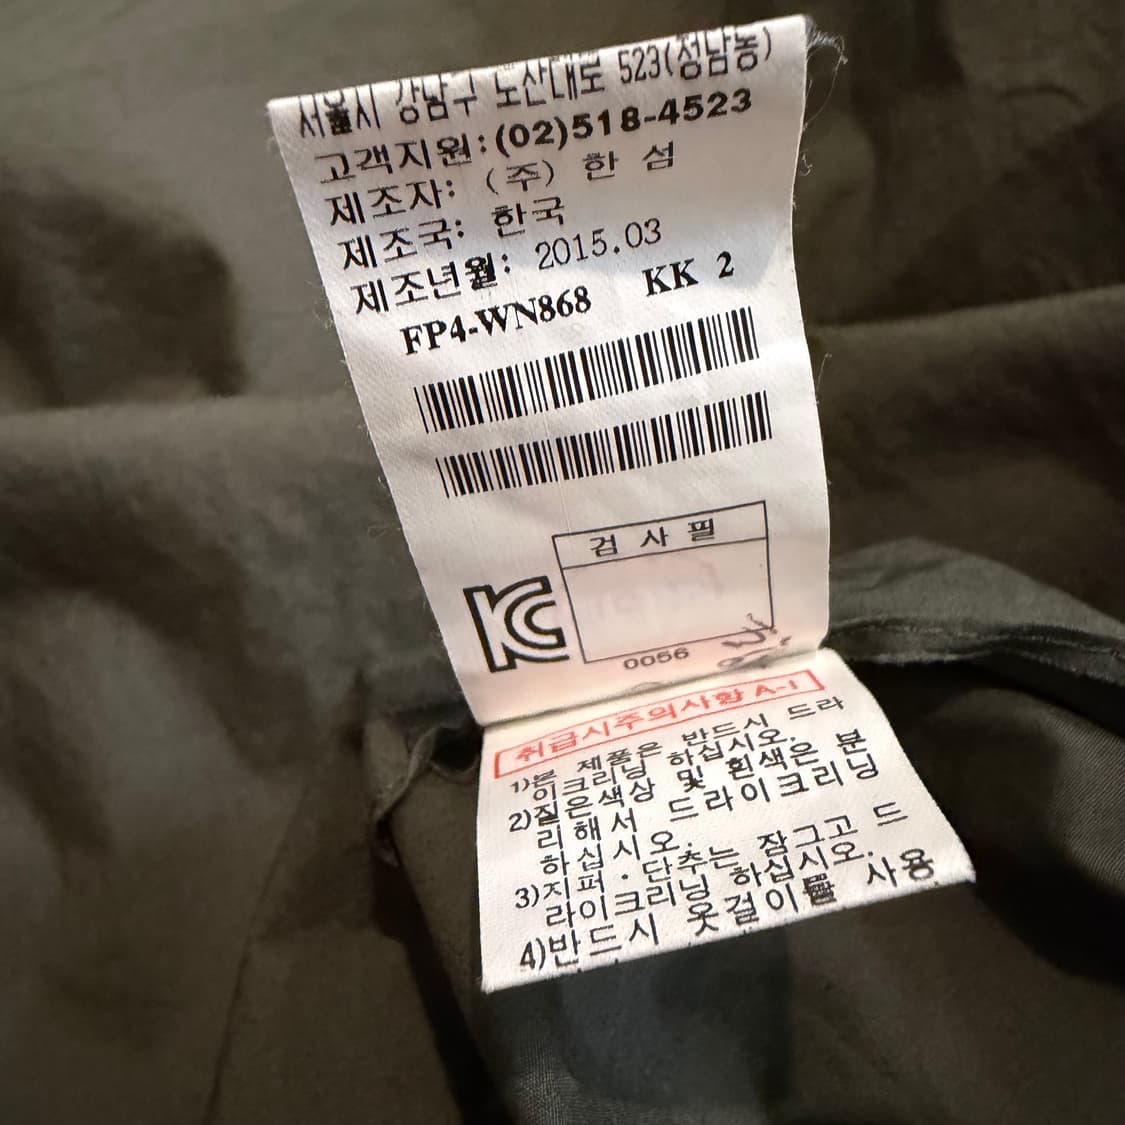 서울시 강남구 도산대로 523(청담동)
고객지원:(02)518-4523
제조자: (주) 한 섬
제조국: 한국
제조년월: 2015.03
FP4-WN868 KK 2
검 사 필
KC
0056
취급시주의사항 A-1
1)본 제품은 반드시 드라
이크리닝 하십시오.
2)짙은색상 및 흰색은 분
리해서 드라이크리닝
하십시오.
3)지퍼·단추는 잠그고 드
라이크리닝 하십시오.
4)반드시 옷걸이를 사용